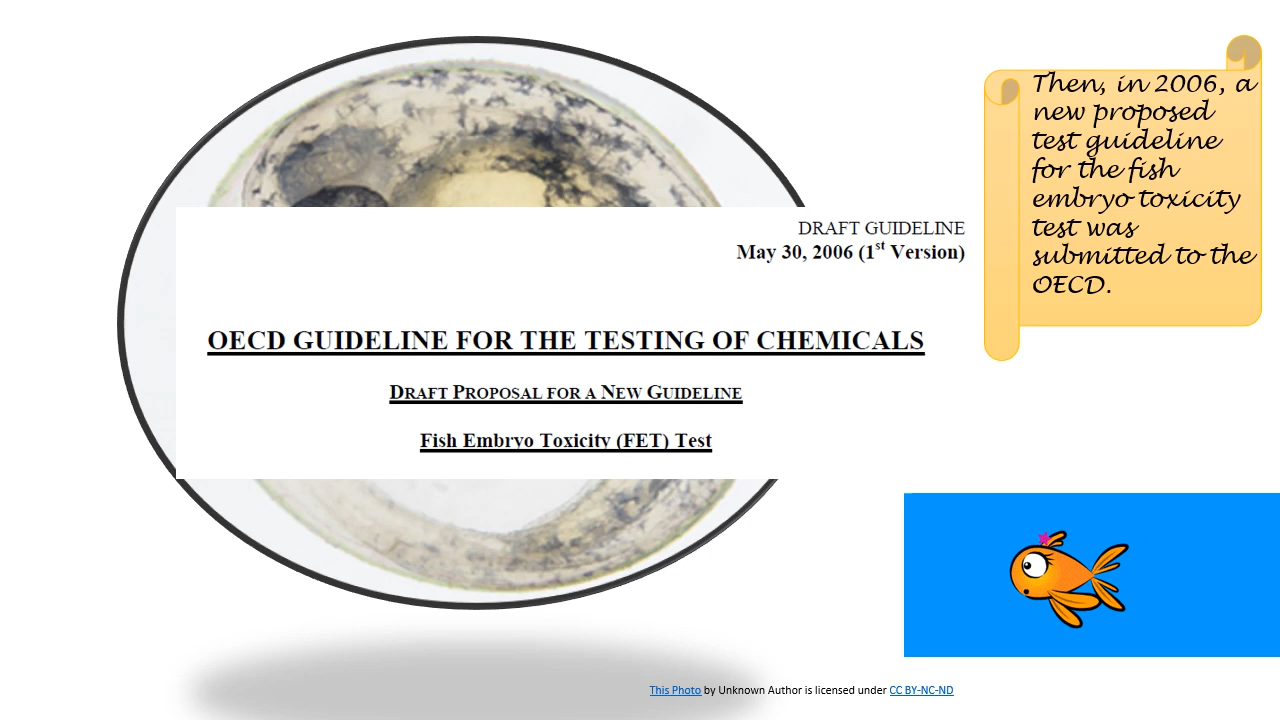 Then, in 2006, a
new proposed
test guideline
for the fish
embryo toxicity
test was
submitted to the
OECD.
DRAFT GUIDELINE
May 30, 2006 (1st Version)
OECD GUIDELINE FOR THE TESTING OF CHEMICALS
DRAFT PROPOSAL FOR A NEW GUIDELINE
Fish Embryo Toxicity (FET) Test
This Photo by Unknown Author is licensed under CC BY-NC-ND